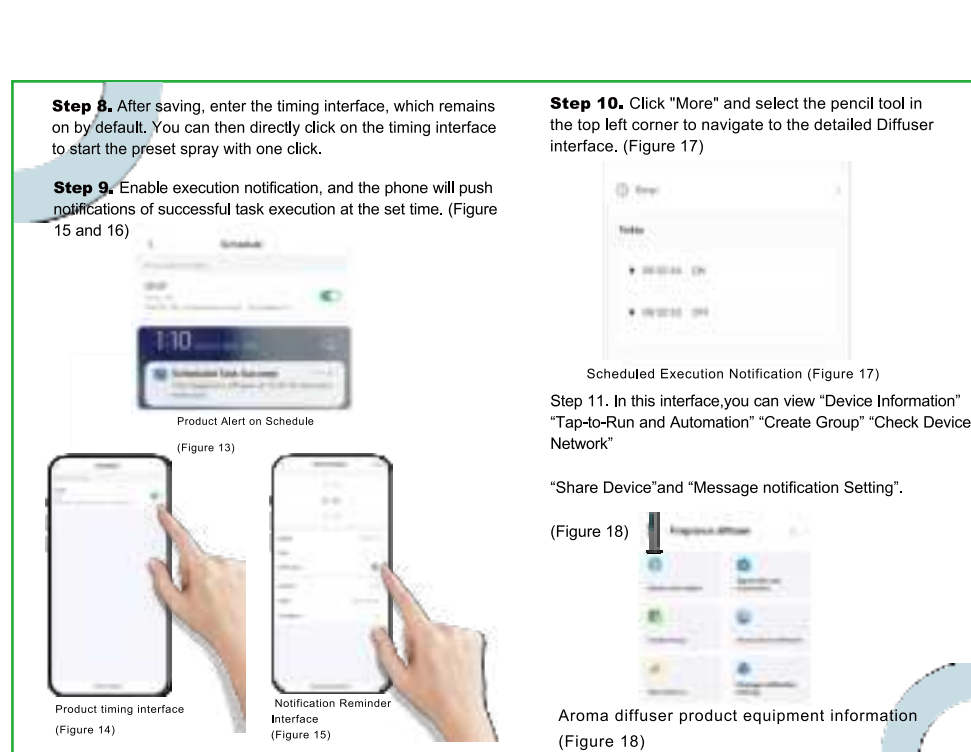 Step 8. After saving, enter the timing interface, which remains
on by default. You can then directly click on the timing interface
to start the preset spray with one click.
Step 9. Enable execution notification, and the phone will push
notifications of successful task execution at the set time. (Figure
15 and 16)
Schedule
1:10
Scheduled Task Success
Product Alert on Schedule
(Figure 13)
Product timing interface
(Figure 14)
Notification Reminder
Interface
(Figure 15)
Step 10. Click "More" and select the pencil tool in
the top left corner to navigate to the detailed Diffuser
interface. (Figure 17)
Today
ON
OFF
Scheduled Execution Notification (Figure 17)
Step 11. In this interface,you can view “Device Information”
“Tap-to-Run and Automation” “Create Group” “Check Device
Network”
“Share Device”and “Message notification Setting”.
(Figure 18)
Fragrance diffuser
Aroma diffuser product equipment information
(Figure 18)